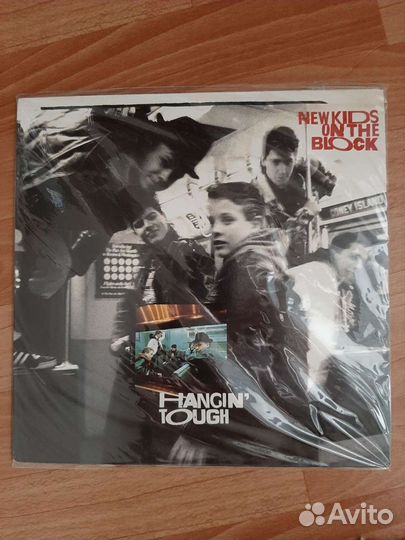 NEW KIDS
ON THE
BLOCK
CONEY ISLAND
HANGIN'
TOUGH
Avito